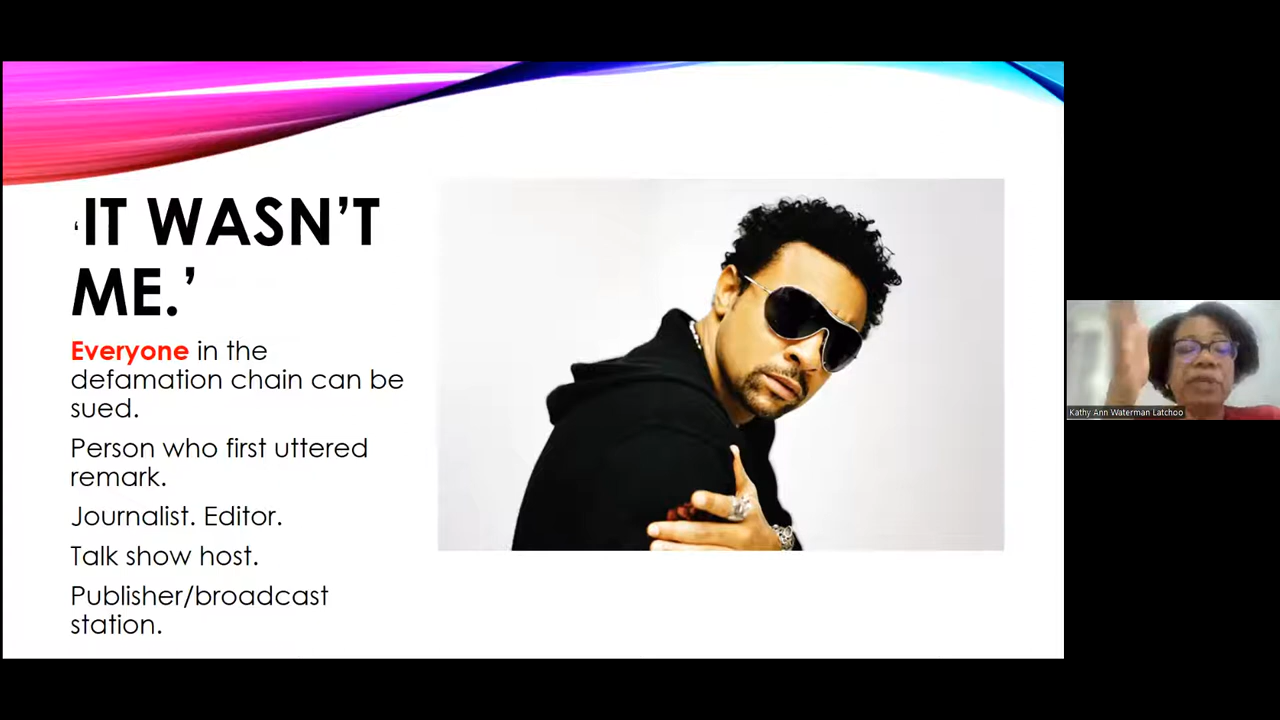 ‘IT WASN’T
ME.’
Everyone in the
defamation chain can be
sued.
Person who first uttered
remark.
Journalist. Editor.
Talk show host.
Publisher/broadcast
station.
Kathy Ann Waterman Latchoo